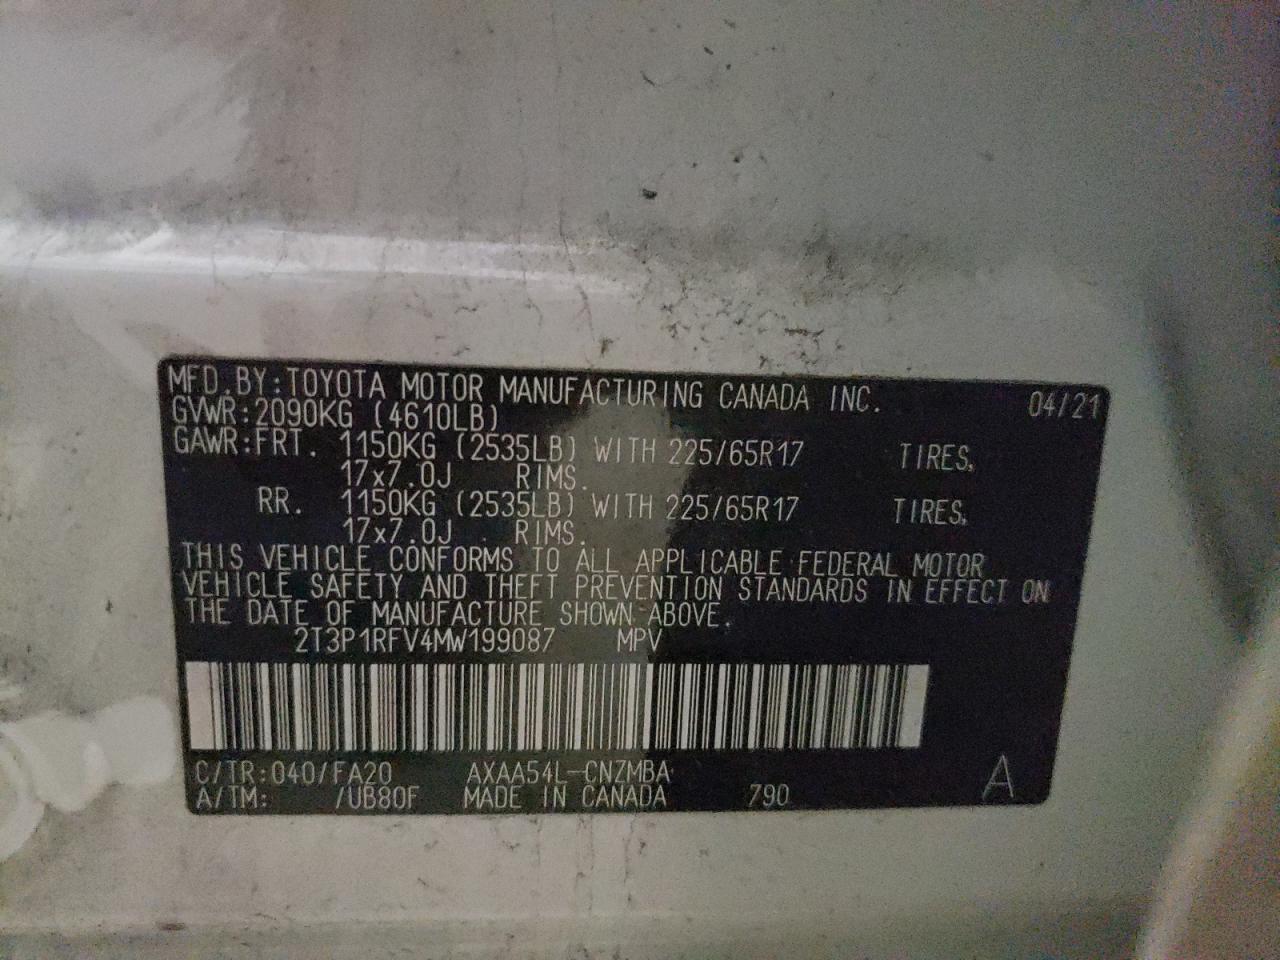 MFD.BY:TOYOTA MOTOR MANUFACTURING CANADA INC. 04/21
GVWR:2090KG (4610LB)
GAWR:FRT. 1150KG (2535LB) WITH 225/65R17 TIRES,
17x7.0J RIMS.
RR. 1150KG (2535LB) WITH 225/65R17 TIRES,
17x7.0J RIMS.
THIS VEHICLE CONFORMS TO ALL APPLICABLE FEDERAL MOTOR
VEHICLE SAFETY AND THEFT PREVENTION STANDARDS IN EFFECT ON
THE DATE OF MANUFACTURE SHOWN ABOVE.
2T3P1RFV4MW199087 MPV
C/TR:040/FA20 AXAA54L-CNZMBA
A/TM: /UB80F MADE IN CANADA 790 A